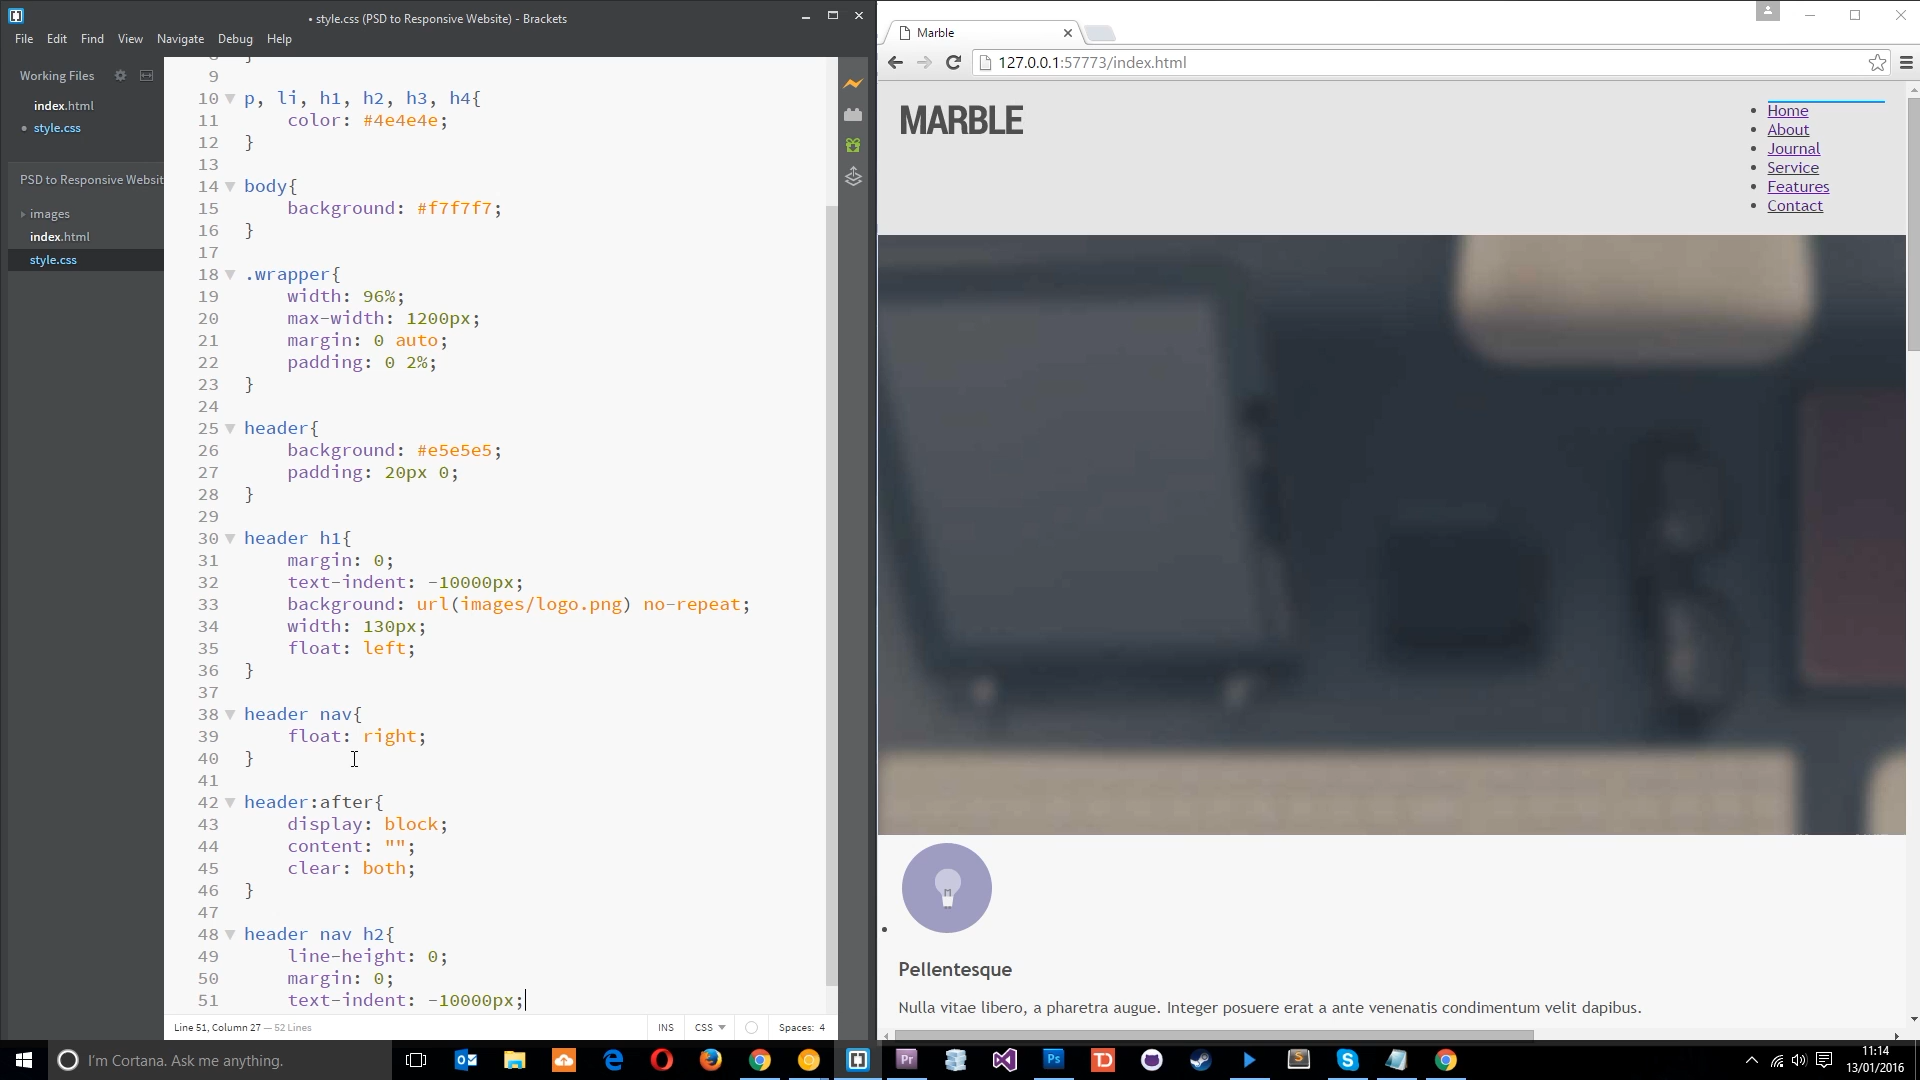 • style.css (PSD to Responsive Website) - Brackets
File Edit Find View Navigate Debug Help
Working Files
index.html
• style.css
PSD to Responsive Websit
images
index.html
style.css
9
10 p, li, h1, h2, h3, h4{
11 color: #4e4e4e;
12 }
13
14 body{
15 background: #f7f7f7;
16 }
17
18 .wrapper{
19 width: 96%;
20 max-width: 1200px;
21 margin: 0 auto;
22 padding: 0 2%;
23 }
24
25 header{
26 background: #e5e5e5;
27 padding: 20px 0;
28 }
29
30 header h1{
31 margin: 0;
32 text-indent: -10000px;
33 background: url(images/logo.png) no-repeat;
34 width: 130px;
35 float: left;
36 }
37
38 header nav{
39 float: right;
40 }
41
42 header:after{
43 display: block;
44 content: "";
45 clear: both;
46 }
47
48 header nav h2{
49 line-height: 0;
50 margin: 0;
51 text-indent: -10000px;
Line 51, Column 27 — 52 Lines
INS CSS Spaces: 4
Marble
127.0.0.1:57773/index.html
MARBLE
• Home
• About
• Journal
• Service
• Features
• Contact
Pellentesque
Nulla vitae libero, a pharetra augue. Integer posuere erat a ante venenatis condimentum velit dapibus.
I'm Cortana. Ask me anything.
Pr
Ps
11:14
13/01/2016